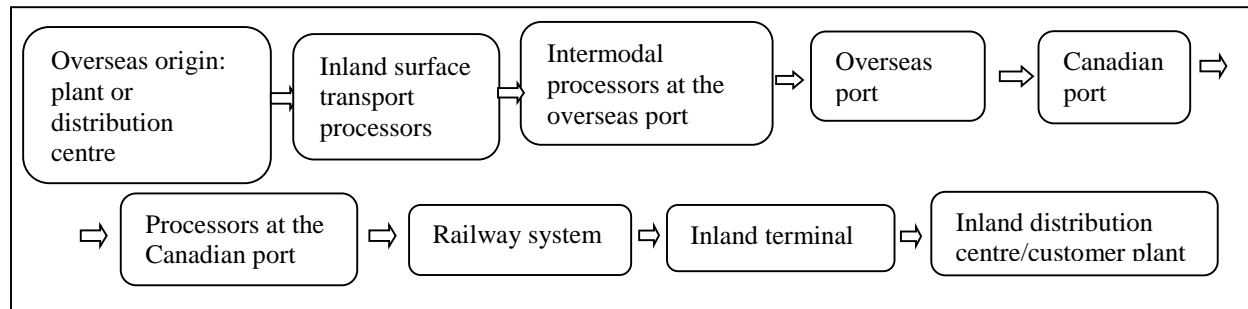 Overseas origin:
plant or
distribution
centre
Inland surface
transport
processors
Intermodal
processors at the
overseas port
Overseas
port
Canadian
port
Processors at the
Canadian port
Railway system
Inland terminal
Inland distribution
centre/customer plant